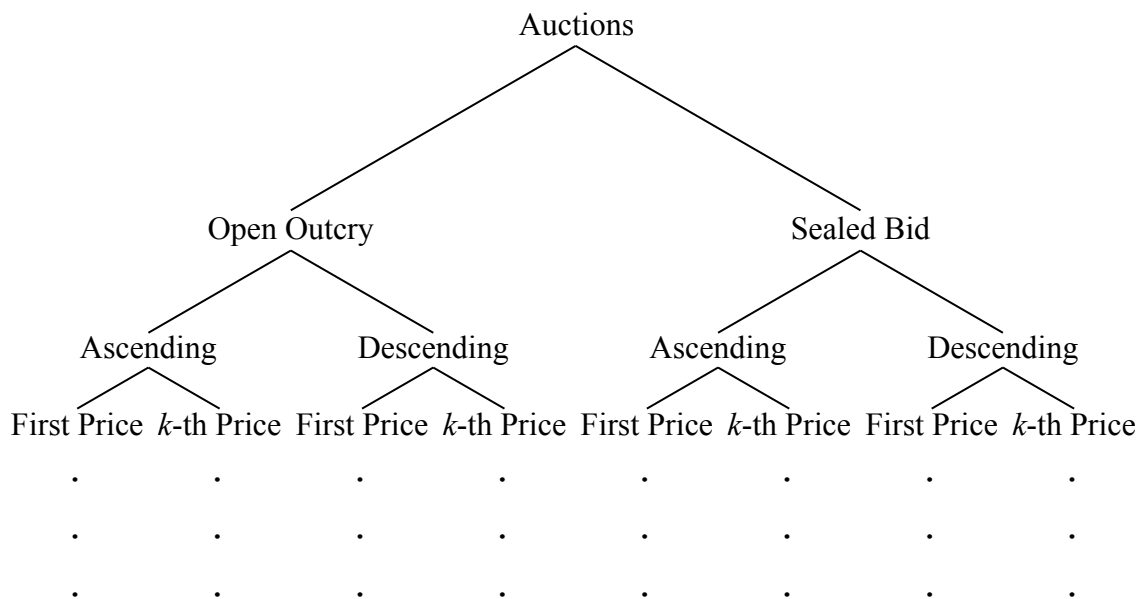 Auctions
Open Outcry Sealed Bid
Ascending Descending Ascending Descending
First Price k-th Price First Price k-th Price First Price k-th Price First Price k-th Price
. . . . . . . .
. . . . . . . .
. . . . . . . .